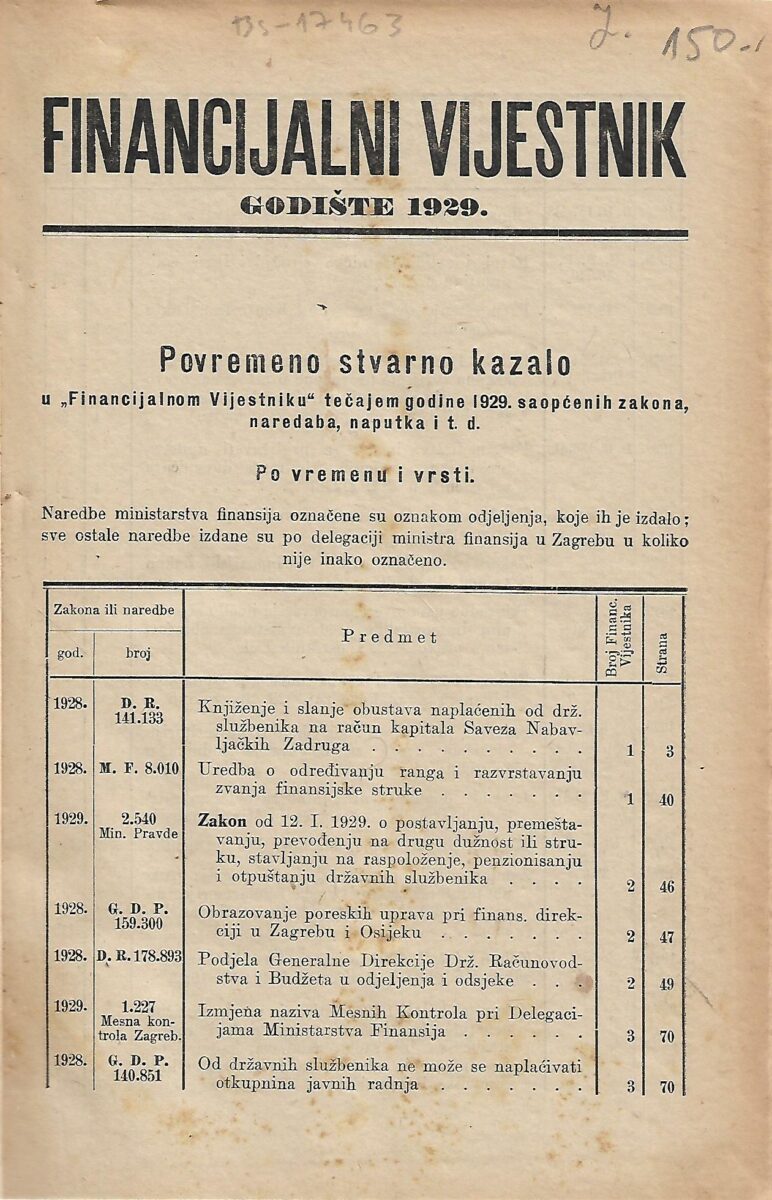 Bs-17463
J. 150.-
FINANCIJALNI VIJESTNIK
GODIŠTE 1929.
Povremeno stvarno kazalo
u „Financijalnom Vijestniku“ tečajem godine 1929. saopćenih zakona,
naredaba, naputka i t. d.
Po vremenu i vrsti.
Naredbe ministarstva finansija označene su oznakom odjeljenja, koje ih je izdalo;
sve ostale naredbe izdane su po delegaciji ministra finansija u Zagrebu u koliko
nije inako označeno.
Zakona ili naredbe
god. broj
Predmet
Broj Financ.
Vijestnika
Strana
1928. D. R.
141.133
Knjiženje i slanje obustava naplaćenih od drž.
službenika na račun kapitala Saveza Nabav-
ljačkih Zadruga . . . . . . . . . . 1 3
1928. M. F. 8.010 Uredba o određivanju ranga i razvrstavanju
zvanja finansijske struke . . . . . . . 1 40
1929. 2.540
Min. Pravde
Zakon od 12. I. 1929. o postavljanju, premešta-
vanju, prevođenju na drugu dužnost ili stru-
ku, stavljanju na raspoloženje, penzionisanju
i otpuštanju državnih službenika . . . . 2 46
1928. G. D. P.
159.300
Obrazovanje poreskih uprava pri finans. direk-
ciji u Zagrebu i Osijeku . . . . . . . 2 47
1928. D. R. 178.893 Podjela Generalne Direkcije Drž. Računovod-
stva i Budžeta u odjeljenja i odsjeke . . . 2 49
1929. 1.227
Mesna kon-
trola Zagreb.
Izmjena naziva Mesnih Kontrola pri Delegaci-
jama Ministarstva Finansija . . . . . . 3 70
1928. G. D. P.
140.851
Od državnih službenika ne može se naplaćivati
otkupnina javnih radnja . . . . . . . 3 70